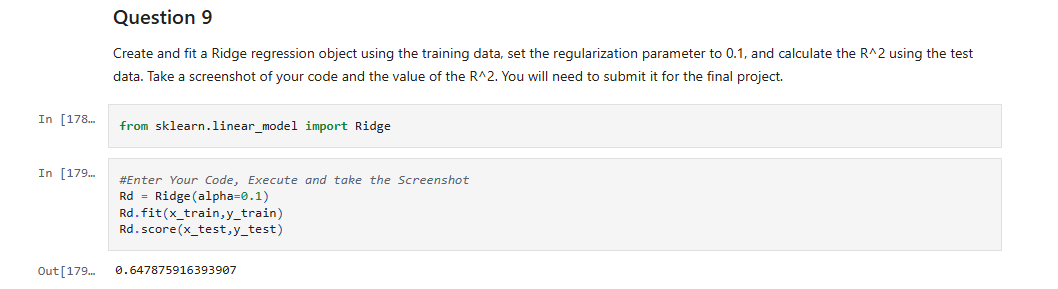 Question 9
Create and fit a Ridge regression object using the training data, set the regularization parameter to 0.1, and calculate the R^2 using the test
data. Take a screenshot of your code and the value of the R^2. You will need to submit it for the final project.
In [178…
from sklearn.linear_model import Ridge
In [179…
#Enter Your Code, Execute and take the Screenshot
Rd = Ridge(alpha=0.1)
Rd.fit(x_train,y_train)
Rd.score(x_test,y_test)
Out[179…
0.647875916393907